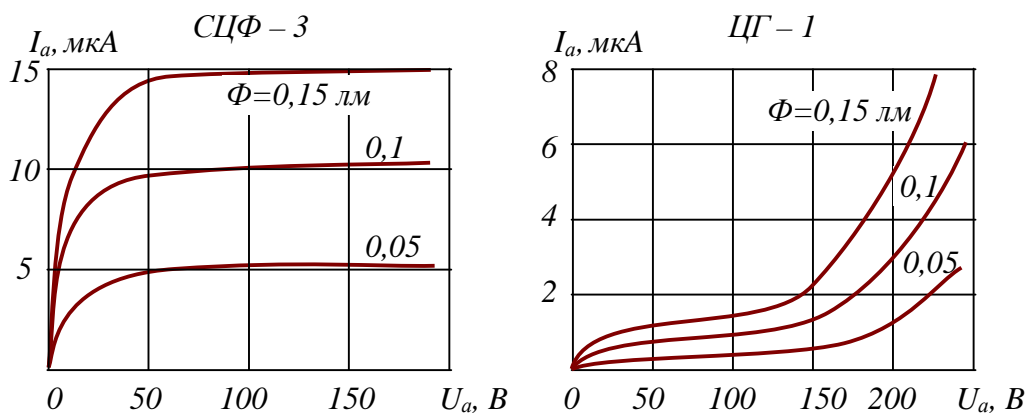 СЦФ – 3
Iа, мкА
15
10
5
Ф=0,15 лм
0,1
0,05
0 50 100 150 Uа, В
ЦГ – 1
Iа, мкА
8
6
4
2
Ф=0,15 лм
0,1
0,05
0 50 100 150 200 Uа, В